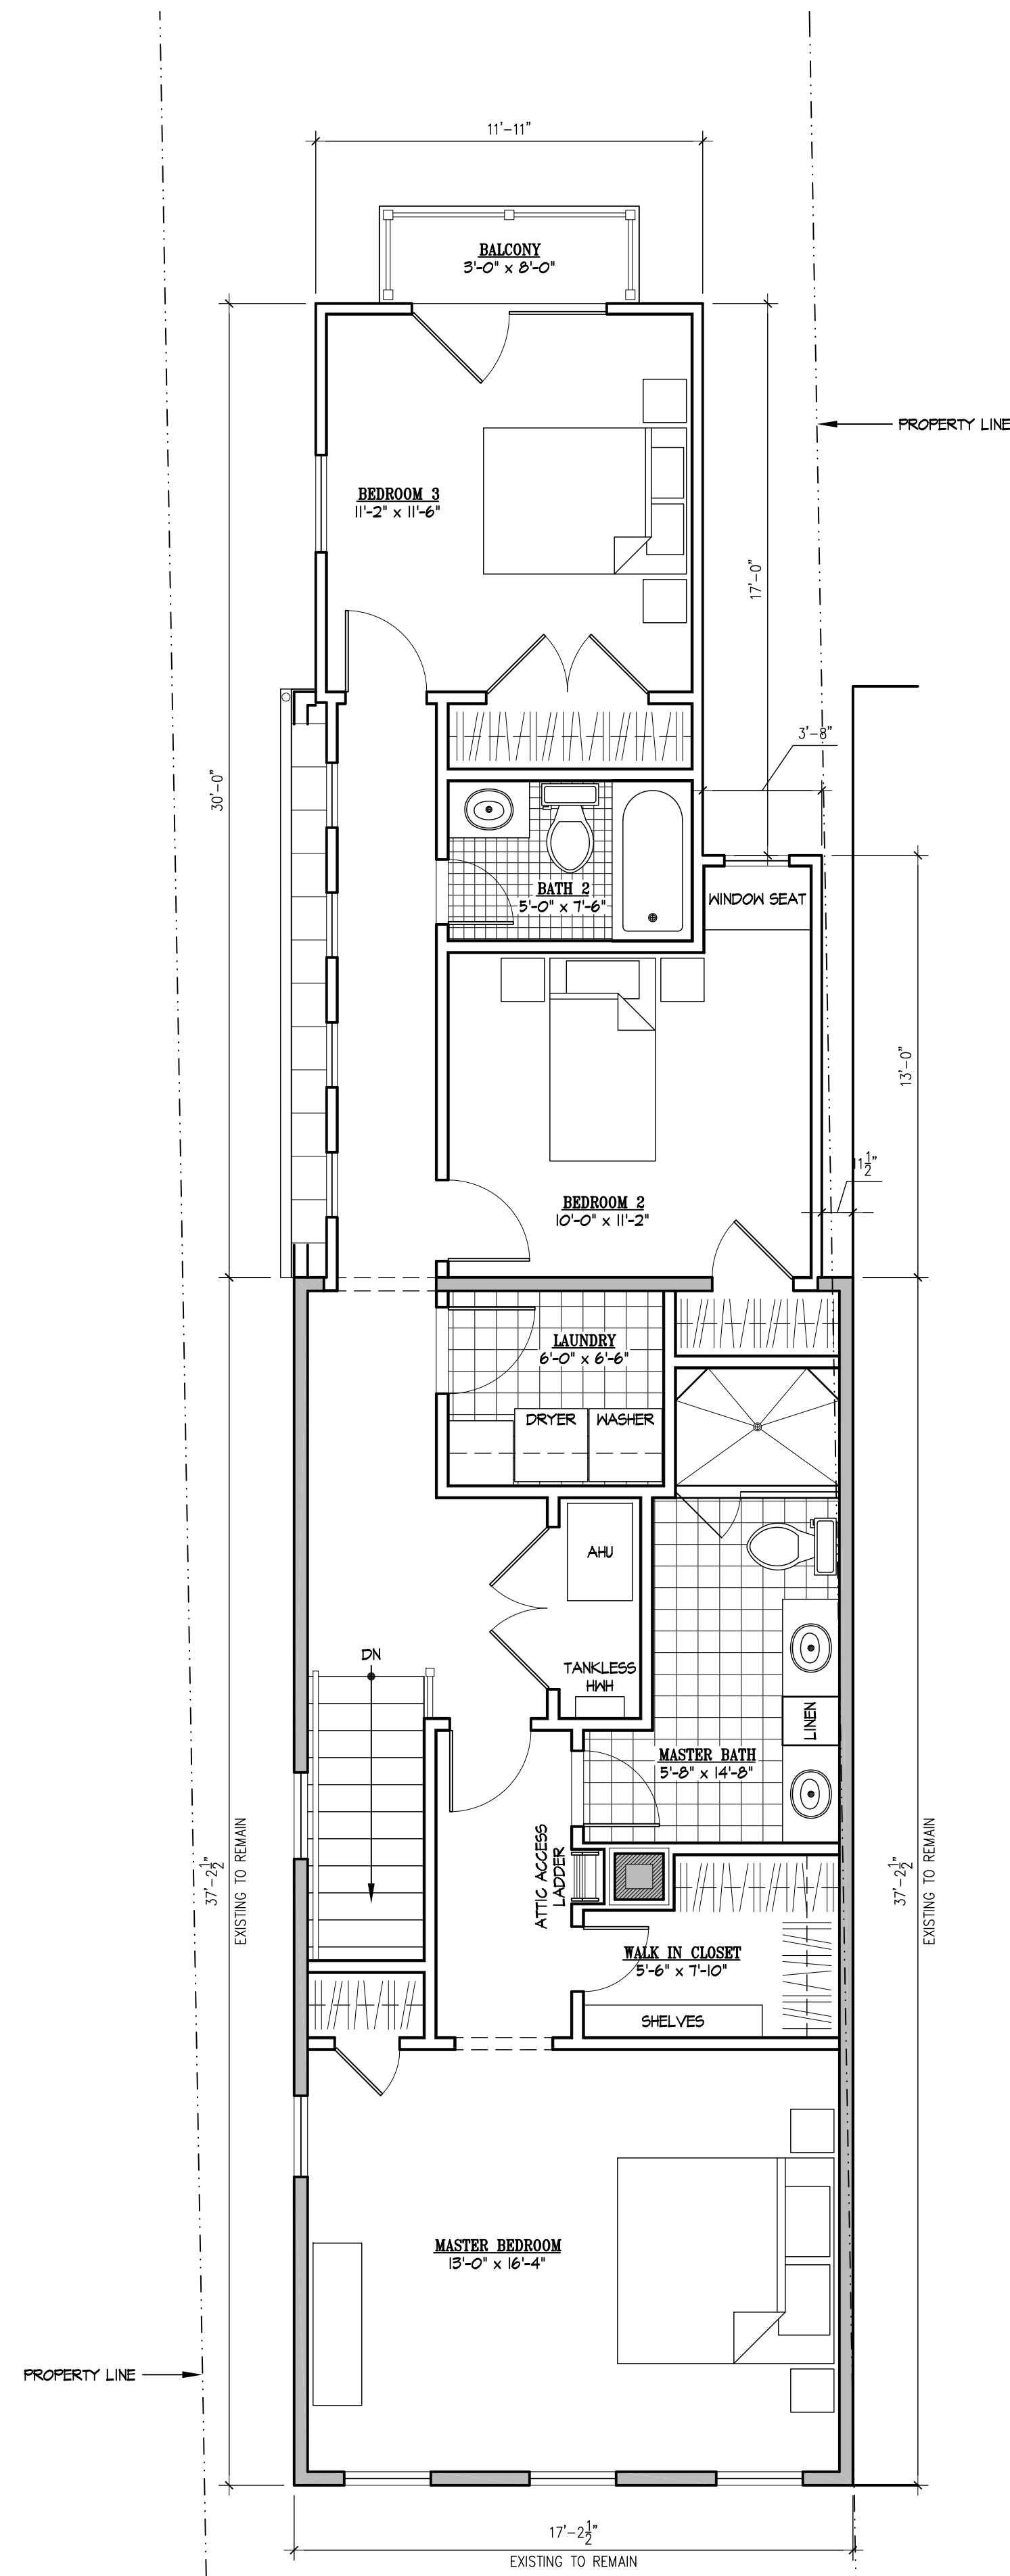 11'-11"
BALCONY
3'-0" x 8'-0"
PROPERTY LINE
BEDROOM 3
11'-2" x 11'-6"
17'-0"
3'-8"
30'-0"
BATH 2
5'-0" x 7'-6"
WINDOW SEAT
13'-0"
11 1/2"
BEDROOM 2
10'-0" x 11'-2"
LAUNDRY
6'-0" x 6'-6"
DRYER
WASHER
AHU
DN
TANKLESS
HWH
LINEN
MASTER BATH
5'-8" x 14'-8"
37'-2 1/2"
EXISTING TO REMAIN
ATTIC ACCESS
LADDER
37'-2 1/2"
EXISTING TO REMAIN
WALK IN CLOSET
5'-6" x 7'-10"
SHELVES
MASTER BEDROOM
13'-0" x 16'-4"
PROPERTY LINE
17'-2 1/2"
EXISTING TO REMAIN